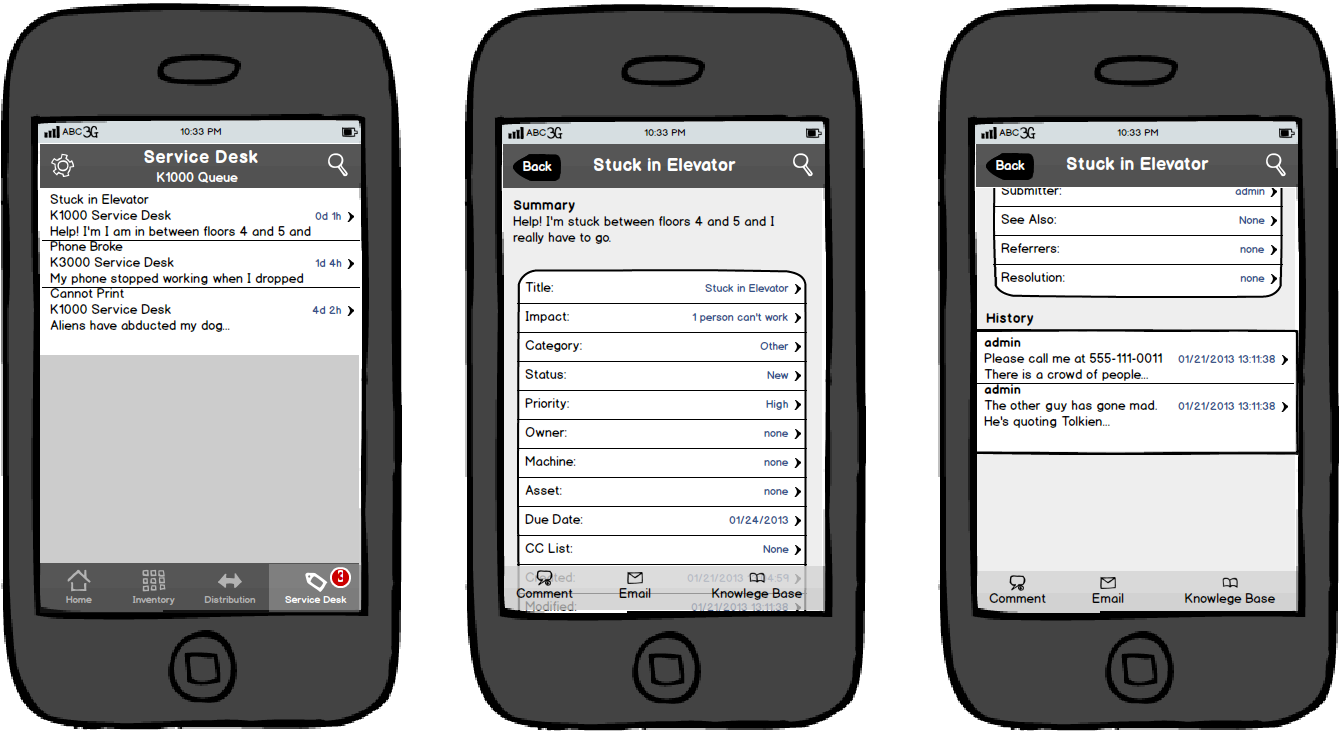 ABC 3G 10:33 PM
Service Desk
K1000 Queue
Stuck in Elevator
K1000 Service Desk 0d 1h
Help! I'm I am in between floors 4 and 5 and
Phone Broke
K3000 Service Desk 1d 4h
My phone stopped working when I dropped
Cannot Print
K1000 Service Desk 4d 2h
Aliens have abducted my dog...
3
Home Inventory Distribution Service Desk
ABC 3G 10:33 PM
Back Stuck in Elevator
Summary
Help! I'm stuck between floors 4 and 5 and I
really have to go.
Title: Stuck in Elevator
Impact: 1 person can't work
Category: Other
Status: New
Priority: High
Owner: none
Machine: none
Asset: none
Due Date: 01/24/2013
CC List: None
Created: 01/21/2013
Comment Email Knowlege Base
Modified: 01/21/2013 13:11:38
ABC 3G 10:33 PM
Back Stuck in Elevator
Submitter: admin
See Also: None
Referrers: none
Resolution: none
History
admin
Please call me at 555-111-0011 01/21/2013 13:11:38
There is a crowd of people...
admin
The other guy has gone mad. 01/21/2013 13:11:38
He's quoting Tolkien...
Comment Email Knowlege Base